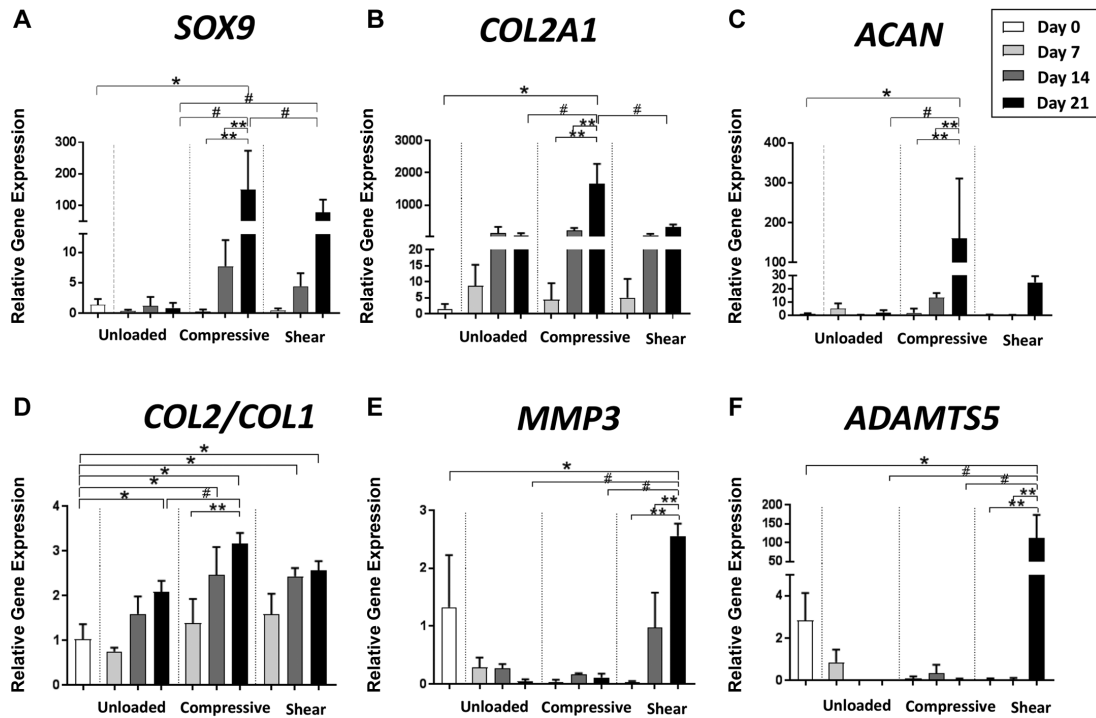 A
SOX9
*
#
#
#
**
**
Relative Gene Expression
300
200
100
10
5
0
Unloaded
Compressive
Shear
B
COL2A1
*
#
#
**
**
Relative Gene Expression
3000
2000
1000
20
15
10
5
0
Unloaded
Compressive
Shear
C
ACAN
*
#
**
**
Relative Gene Expression
400
300
200
100
30
20
10
0
Unloaded
Compressive
Shear
Day 0
Day 7
Day 14
Day 21
D
COL2/COL1
*
*
*
*
*
#
**
Relative Gene Expression
4
3
2
1
0
Unloaded
Compressive
Shear
E
MMP3
*
#
#
**
**
Relative Gene Expression
3
2
1
0
Unloaded
Compressive
Shear
F
ADAMTS5
*
#
#
**
**
Relative Gene Expression
200
150
100
50
4
2
0
Unloaded
Compressive
Shear